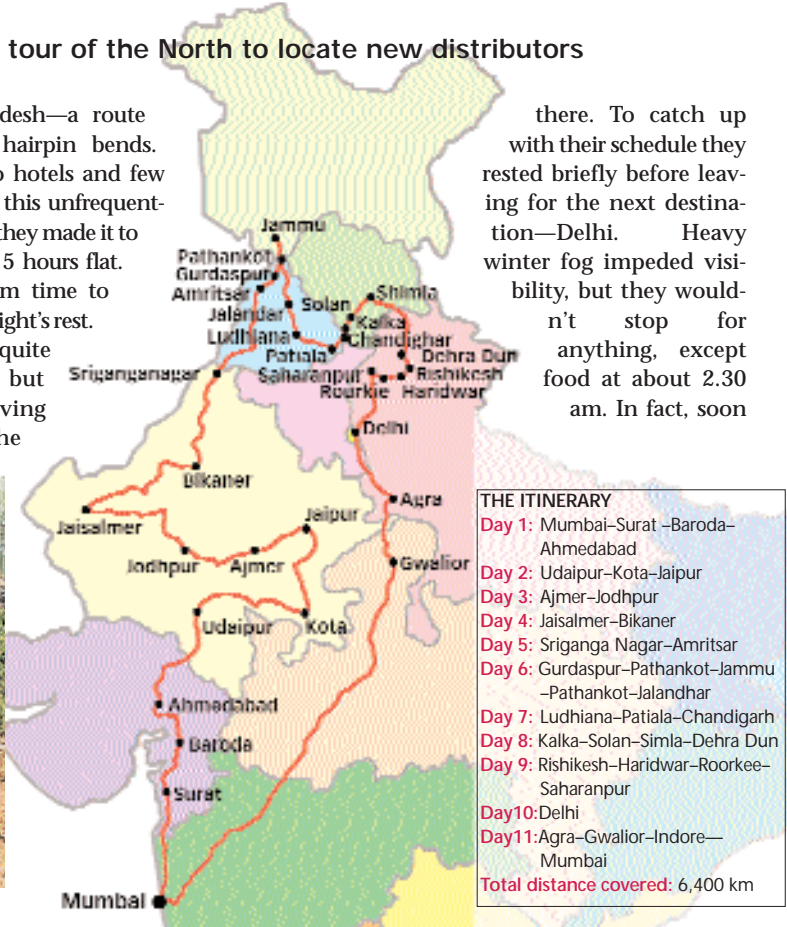 tour of the North to locate new distributors
desh—a route
hairpin bends.
o hotels and few
this unfrequent-
they made it to
5 hours flat.
m time to
ight's rest.
quite
but
ving
he
there. To catch up
with their schedule they
rested briefly before leav-
ing for the next destina-
tion—Delhi. Heavy
winter fog impeded visi-
bility, but they would-
n't stop for
anything, except
food at about 2.30
am. In fact, soon
Jammu
Pathankot
Gurdaspur
Amritsar
Jalandar
Ludhiana
Patiala
Solan
Shimla
Kalka
Chandighar
Dehra Dun
Saharanpur
Rishikesh
Rourkie
Haridwar
Sriganganagar
Delhi
Bikaner
Agra
Jaisalmer
Jaipur
Jodhpur
Ajmer
Gwalior
Udaipur
Kota
Ahmedabad
Baroda
Surat
Mumbai
THE ITINERARY
Day 1: Mumbai–Surat –Baroda–
Ahmedabad
Day 2: Udaipur–Kota–Jaipur
Day 3: Ajmer–Jodhpur
Day 4: Jaisalmer–Bikaner
Day 5: Sriganga Nagar–Amritsar
Day 6: Gurdaspur–Pathankot–Jammu
–Pathankot–Jalandhar
Day 7: Ludhiana–Patiala–Chandigarh
Day 8: Kalka–Solan–Simla–Dehra Dun
Day 9: Rishikesh–Haridwar–Roorkee–
Saharanpur
Day10:Delhi
Day11:Agra–Gwalior–Indore—
Mumbai
Total distance covered: 6,400 km